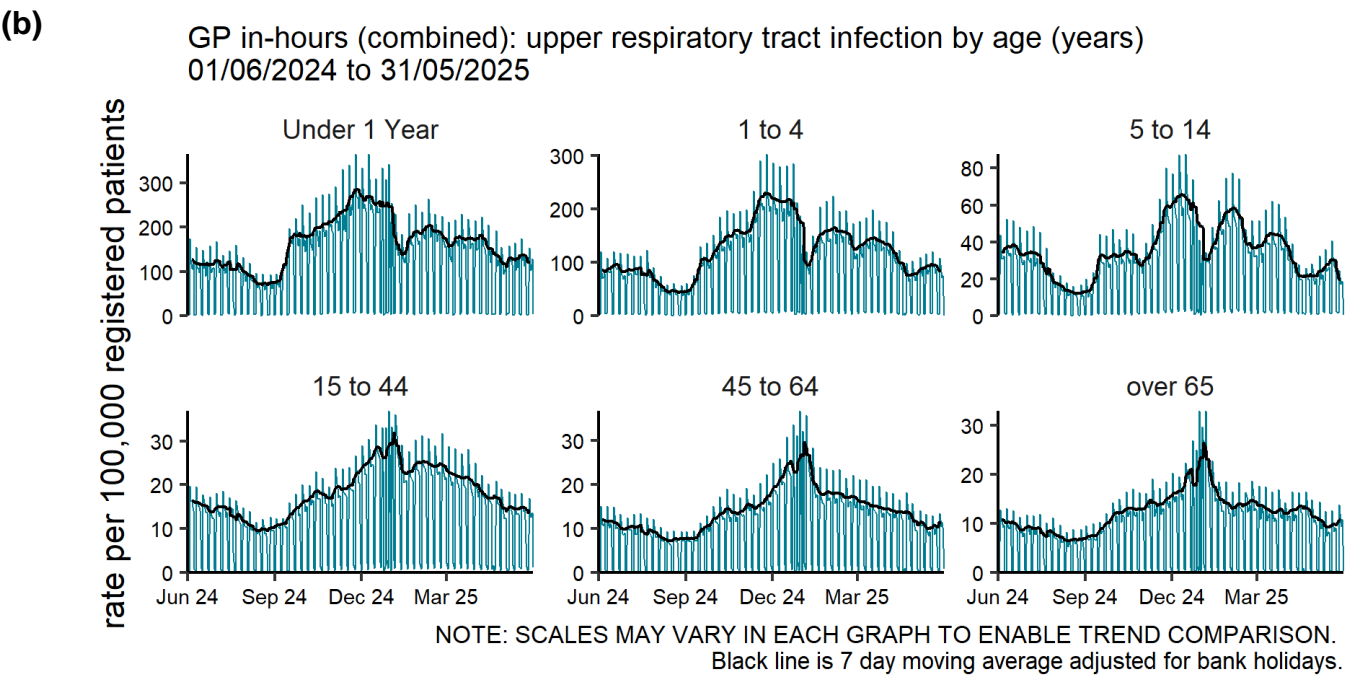 (b)
GP in-hours (combined): upper respiratory tract infection by age (years)
01/06/2024 to 31/05/2025
rate per 100,000 registered patients
Under 1 Year
300
200
100
0
1 to 4
300
200
100
0
5 to 14
80
60
40
20
0
15 to 44
30
20
10
0
Jun 24 Sep 24 Dec 24 Mar 25
45 to 64
30
20
10
0
Jun 24 Sep 24 Dec 24 Mar 25
over 65
30
20
10
0
Jun 24 Sep 24 Dec 24 Mar 25
NOTE: SCALES MAY VARY IN EACH GRAPH TO ENABLE TREND COMPARISON.
Black line is 7 day moving average adjusted for bank holidays.